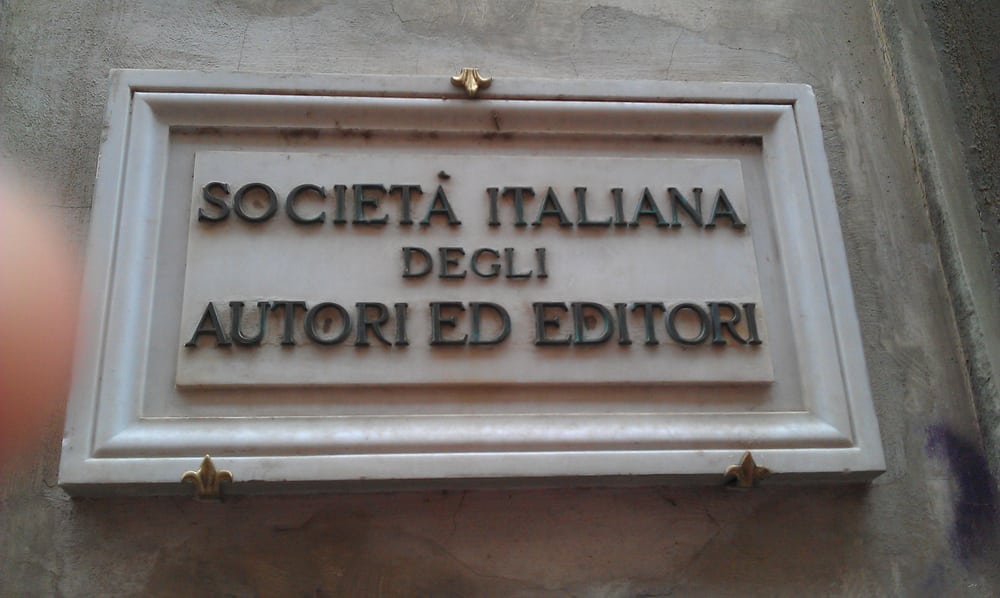 SOCIETÀ ITALIANA
DEGLI
AUTORI ED EDITORI